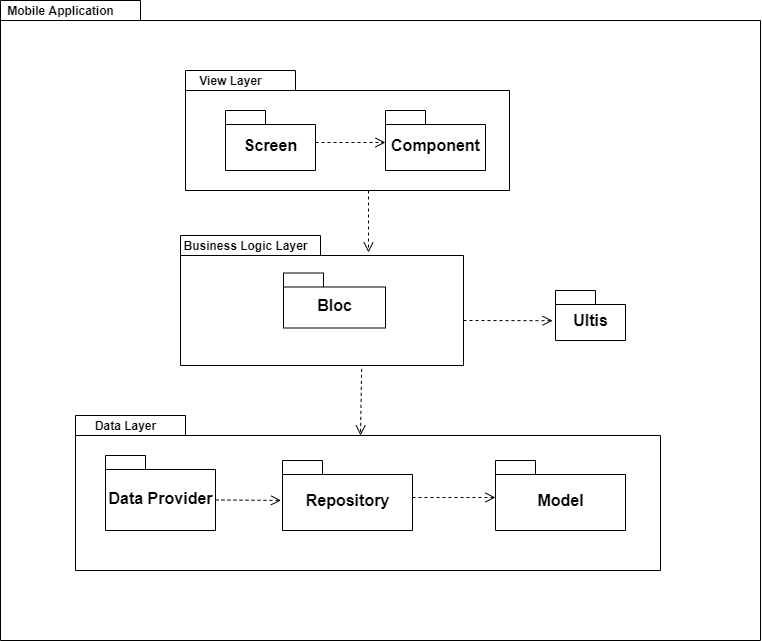 Mobile Application
View Layer
Screen
Component
Business Logic Layer
Bloc
Ultis
Data Layer
Data Provider
Repository
Model